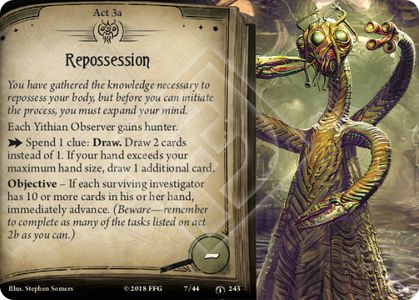 Act 3a
Repossession
You have gathered the knowledge necessary to
repossess your body, but before you can initiate
the process, you must expand your mind.
Each Yithian Observer gains hunter.
Spend 1 clue: Draw. Draw 2 cards
instead of 1. If your hand exceeds your
maximum hand size, draw 1 additional card.
Objective – If each surviving investigator
has 10 or more cards in his or her hand,
immediately advance. (Beware—remember
to complete as many of the tasks listed on act
2b as you can.)
–
Illus. Stephen Somers
©2018 FFG
7/44
243